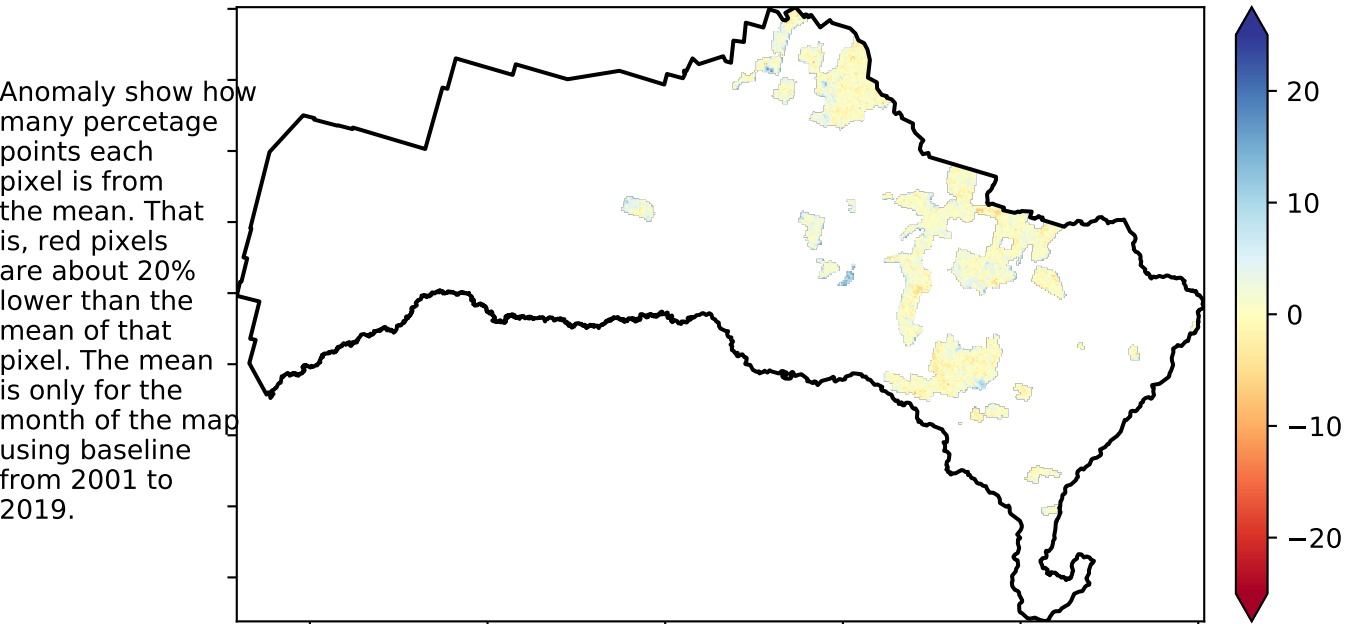 Anomaly show how
many percetage
points each
pixel is from
the mean. That
is, red pixels
are about 20%
lower than the
mean of that
pixel. The mean
is only for the
month of the map
using baseline
from 2001 to
2019.
20
10
0
−10
−20